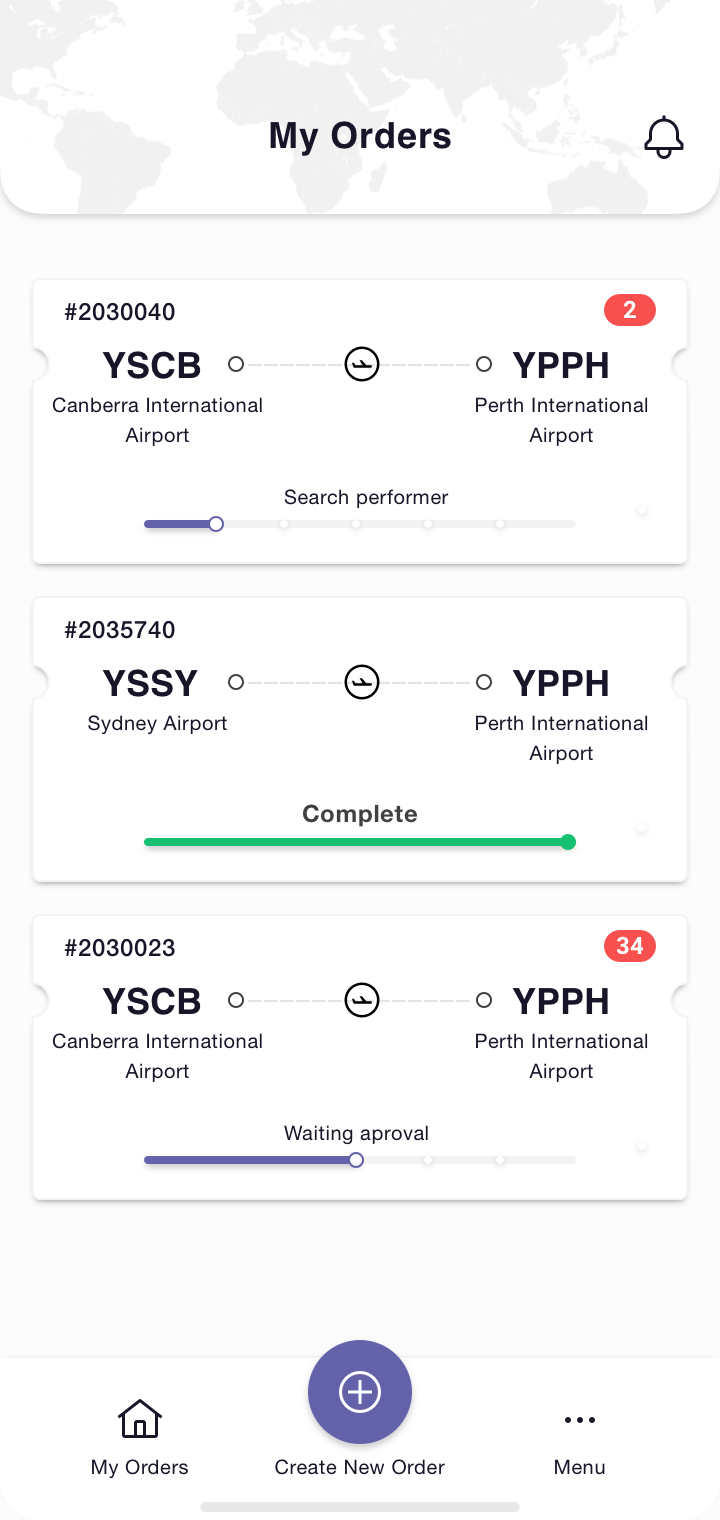 My Orders
#2030040
2
YSCB
YPPH
Canberra International
Airport
Perth International
Airport
Search performer
#2035740
YSSY
YPPH
Sydney Airport
Perth International
Airport
Complete
#2030023
34
YSCB
YPPH
Canberra International
Airport
Perth International
Airport
Waiting aproval
My Orders
Create New Order
Menu